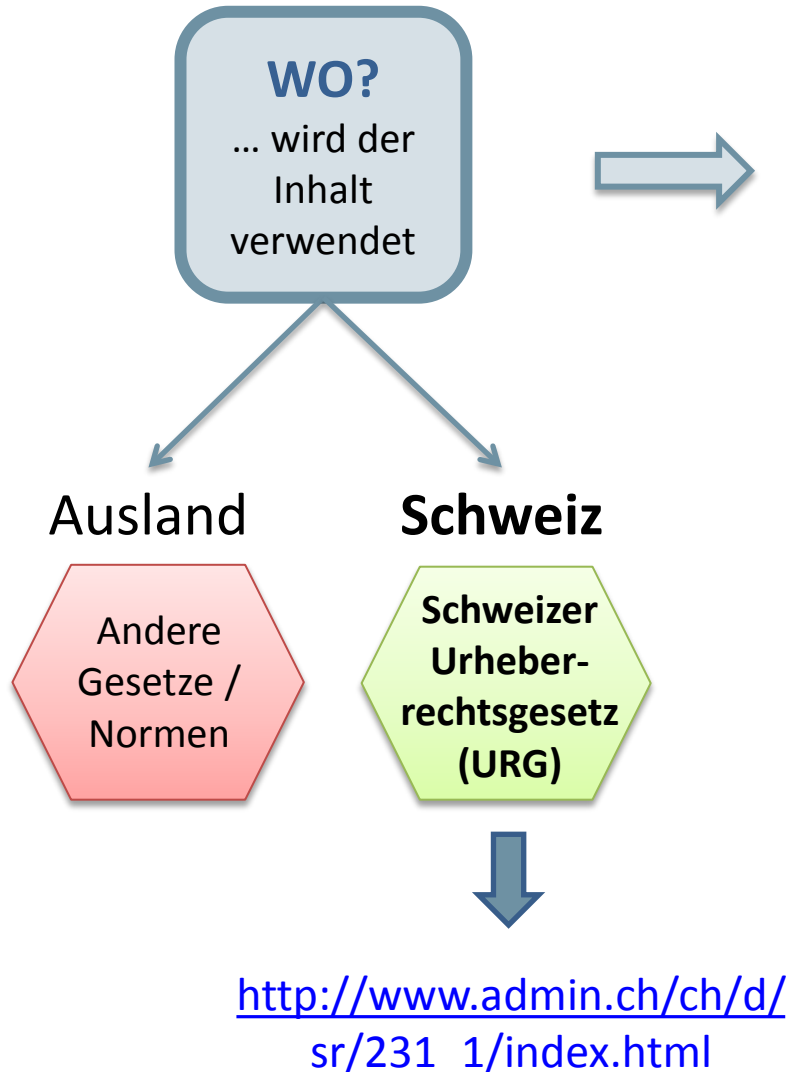 WO?
... wird der
Inhalt
verwendet
Ausland
Schweiz
Andere
Gesetze /
Normen
Schweizer
Urheber-
rechtsgesetz
(URG)
http://www.admin.ch/ch/d/
sr/231_1/index.html